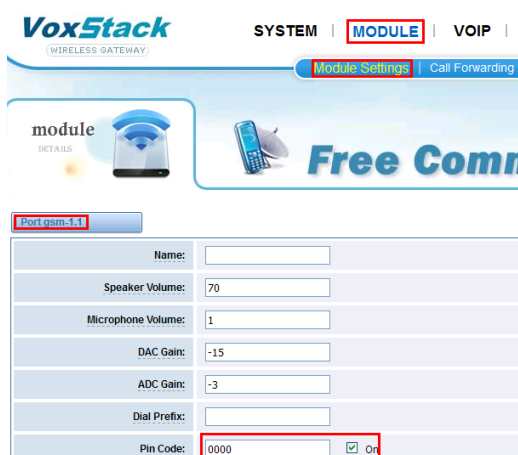 VoxStack
(WIRELESS GATEWAY)
SYSTEM | MODULE | VOIP |
Module Settings | Call Forwarding
module
DETAILS
Free Comm
Port gsm-1.1
Name:
Speaker Volume: 70
Microphone Volume: 1
DAC Gain: -15
ADC Gain: -3
Dial Prefix:
Pin Code: 0000 On